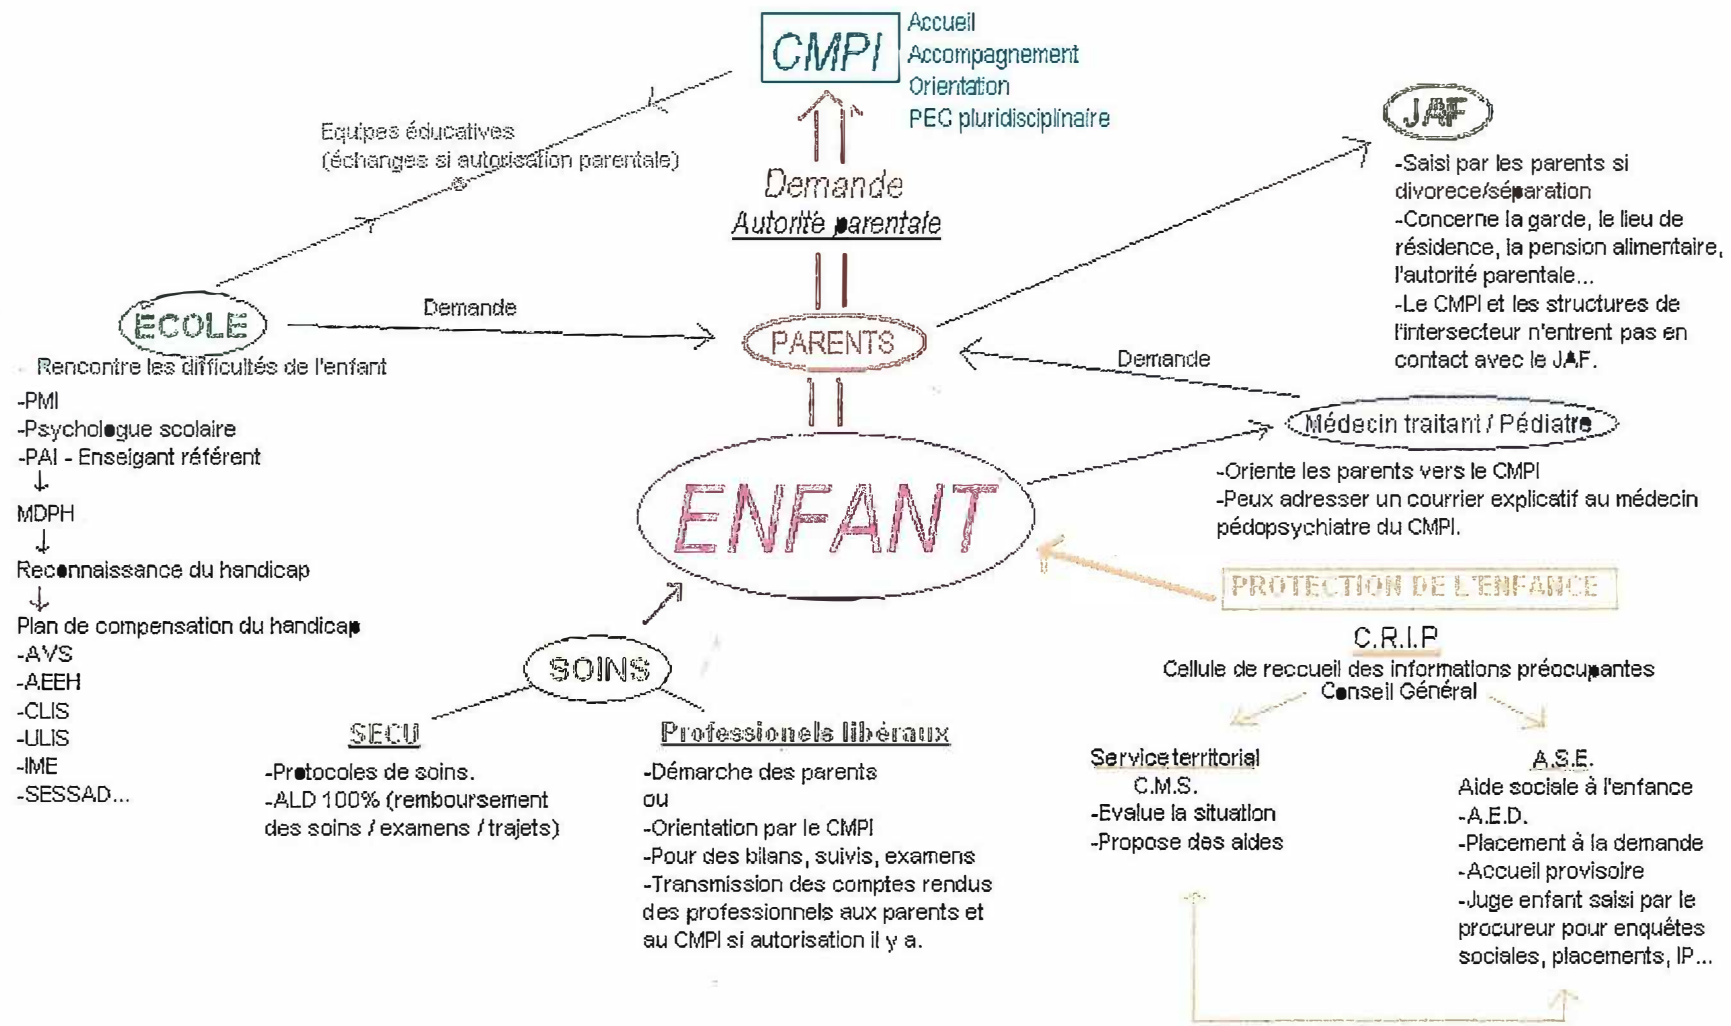 CMPI
Accueil
Accompagnement
Orientation
PEC pluridisciplinaire
Equipes éducatives
(échanges si autorisation parentale)
Demande
Autorité parentale
JAF
-Saisi par les parents si
divorece/séparation
-Concerne la garde, le lieu de
résidence, la pension alimentaire,
l'autorité parentale...
-Le CMPI et les structures de
l'intersecteur n'entrent pas en
contact avec le JAF.
ÉCOLE
Demande
PARENTS
Demande
- Rencontre les difficultés de l'enfant
-PMI
-Psychologue scolaire
-PAI - Enseigant référent
MDPH
Reconnaissance du handicap
Plan de compensation du handicap
-AVS
-AEEH
-CLIS
-ULIS
-IME
-SESSAD...
Médecin traitant / Pédiatre
-Oriente les parents vers le CMPI
-Peux adresser un courrier explicatif au médecin
pédopsychiatre du CMPI.
ENFANT
PROTECTION DE L'ENFANCE
C.R.I.P
Cellule de reccueil des informations préocupantes
Conseil Général
SOINS
SECU
-Protocoles de soins.
-ALD 100% (remboursement
des soins / examens / trajets)
Professionels libéraux
-Démarche des parents
ou
-Orientation par le CMPI
-Pour des bilans, suivis, examens
-Transmission des comptes rendus
des professionnels aux parents et
au CMPI si autorisation il y a.
Service territorial
C.M.S.
-Evalue la situation
-Propose des aides
A.S.E.
Aide sociale à l'enfance
-A.E.D.
-Placement à la demande
-Accueil provisoire
-Juge enfant saisi par le
procureur pour enquêtes
sociales, placements, IP...